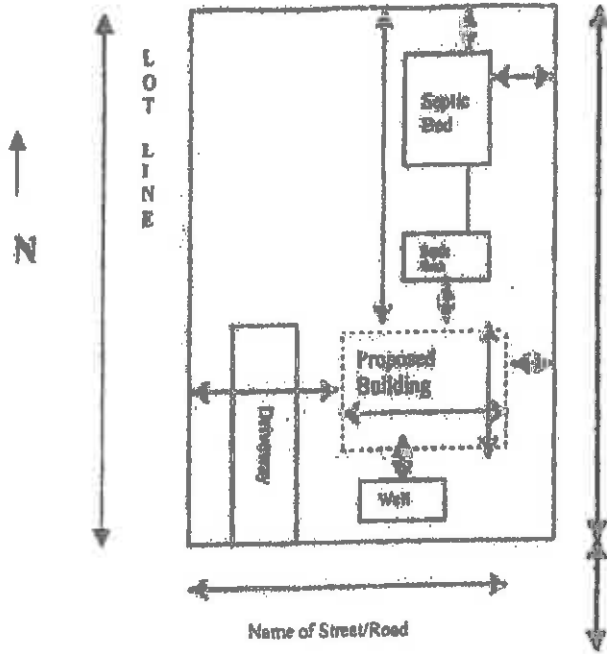 LOT LINE
N
Septic
Bed
Proposed
Building
Driveway
Well
Name of Street/Road